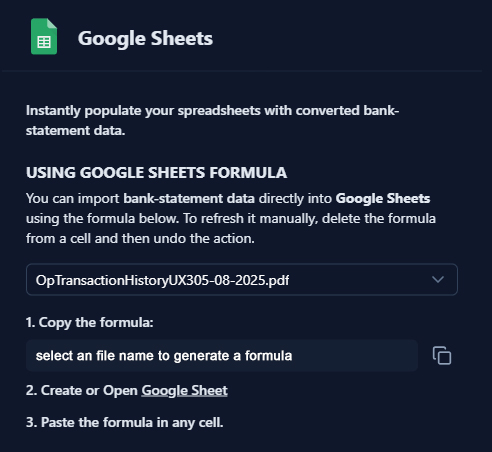 Google Sheets
Instantly populate your spreadsheets with converted bank-
statement data.
USING GOOGLE SHEETS FORMULA
You can import bank-statement data directly into Google Sheets
using the formula below. To refresh it manually, delete the formula
from a cell and then undo the action.
OpTransactionHistoryUX305-08-2025.pdf
1. Copy the formula:
select an file name to generate a formula
2. Create or Open Google Sheet
3. Paste the formula in any cell.